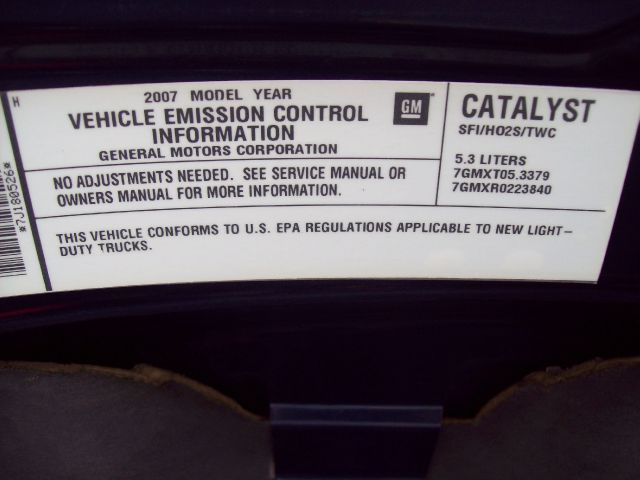 H
*7J180526*
2007 MODEL YEAR
VEHICLE EMISSION CONTROL
INFORMATION
GENERAL MOTORS CORPORATION
GM
NO ADJUSTMENTS NEEDED. SEE SERVICE MANUAL OR
OWNERS MANUAL FOR MORE INFORMATION.
CATALYST
SFI/HO2S/TWC
5.3 LITERS
7GMXT05.3379
7GMXR0223840
THIS VEHICLE CONFORMS TO U.S. EPA REGULATIONS APPLICABLE TO NEW LIGHT-
DUTY TRUCKS.